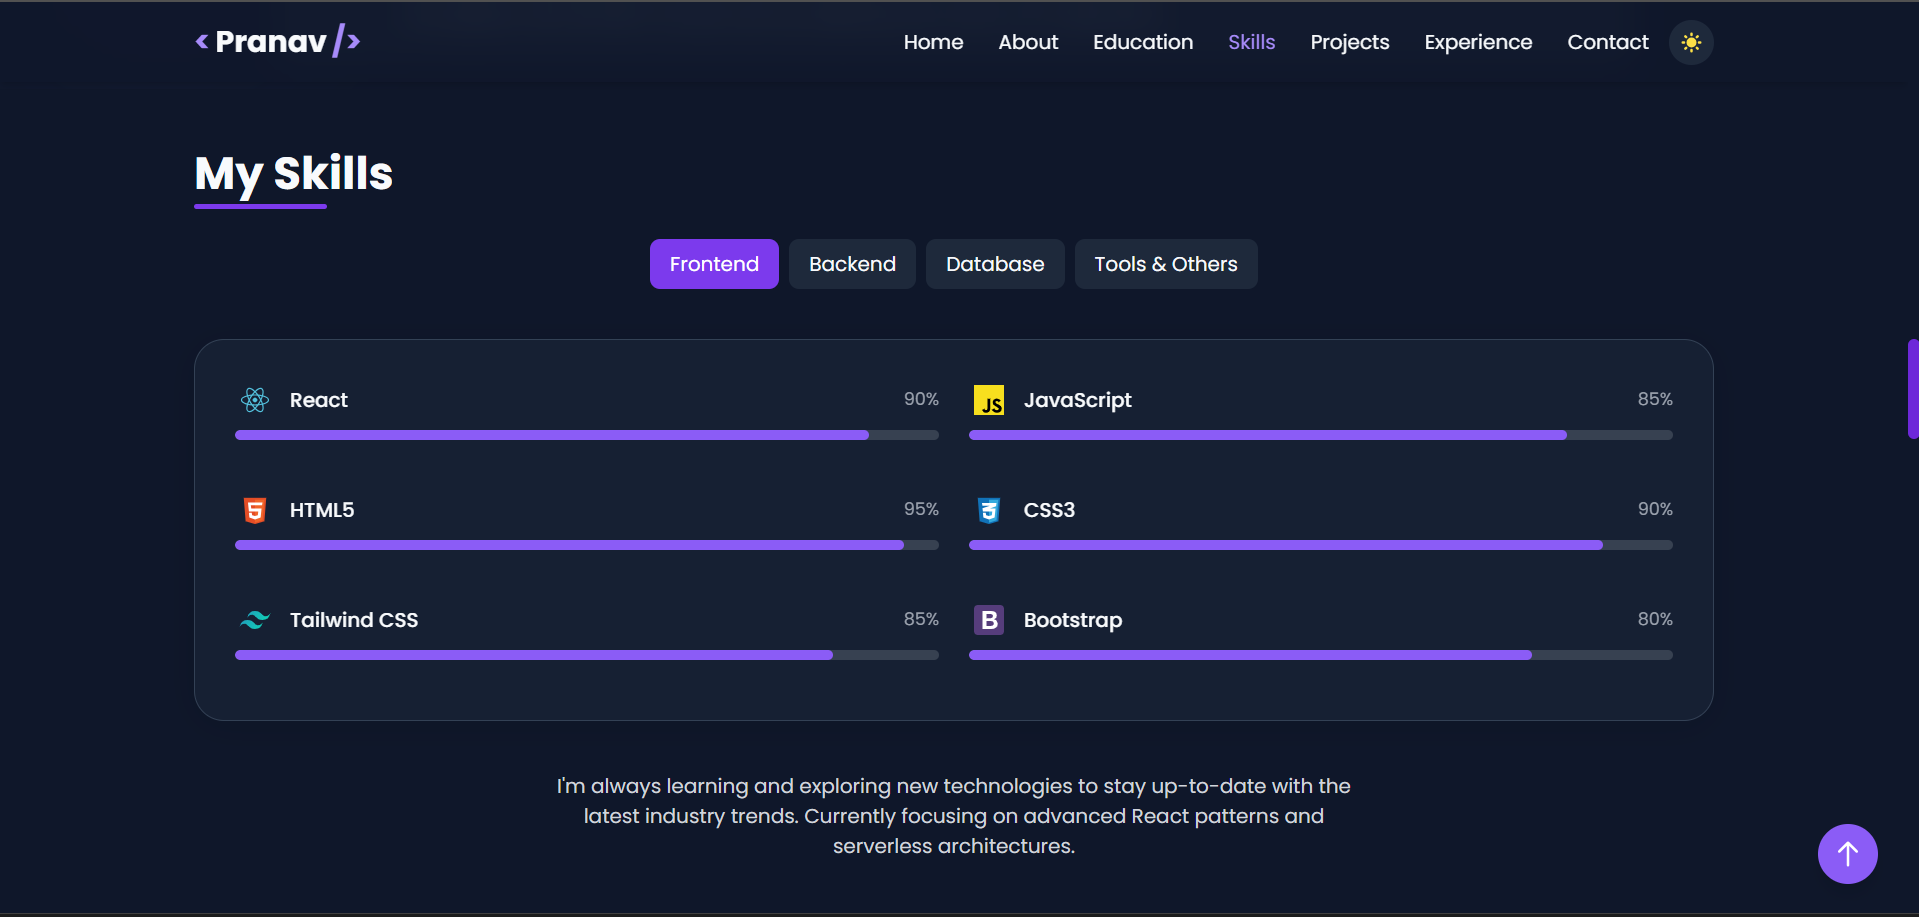 < Pranav />
Home About Education Skills Projects Experience Contact
My Skills
Frontend Backend Database Tools & Others
React 90%
JS JavaScript 85%
5 HTML5 95%
3 CSS3 90%
Tailwind CSS 85%
B Bootstrap 80%
I'm always learning and exploring new technologies to stay up-to-date with the
latest industry trends. Currently focusing on advanced React patterns and
serverless architectures.